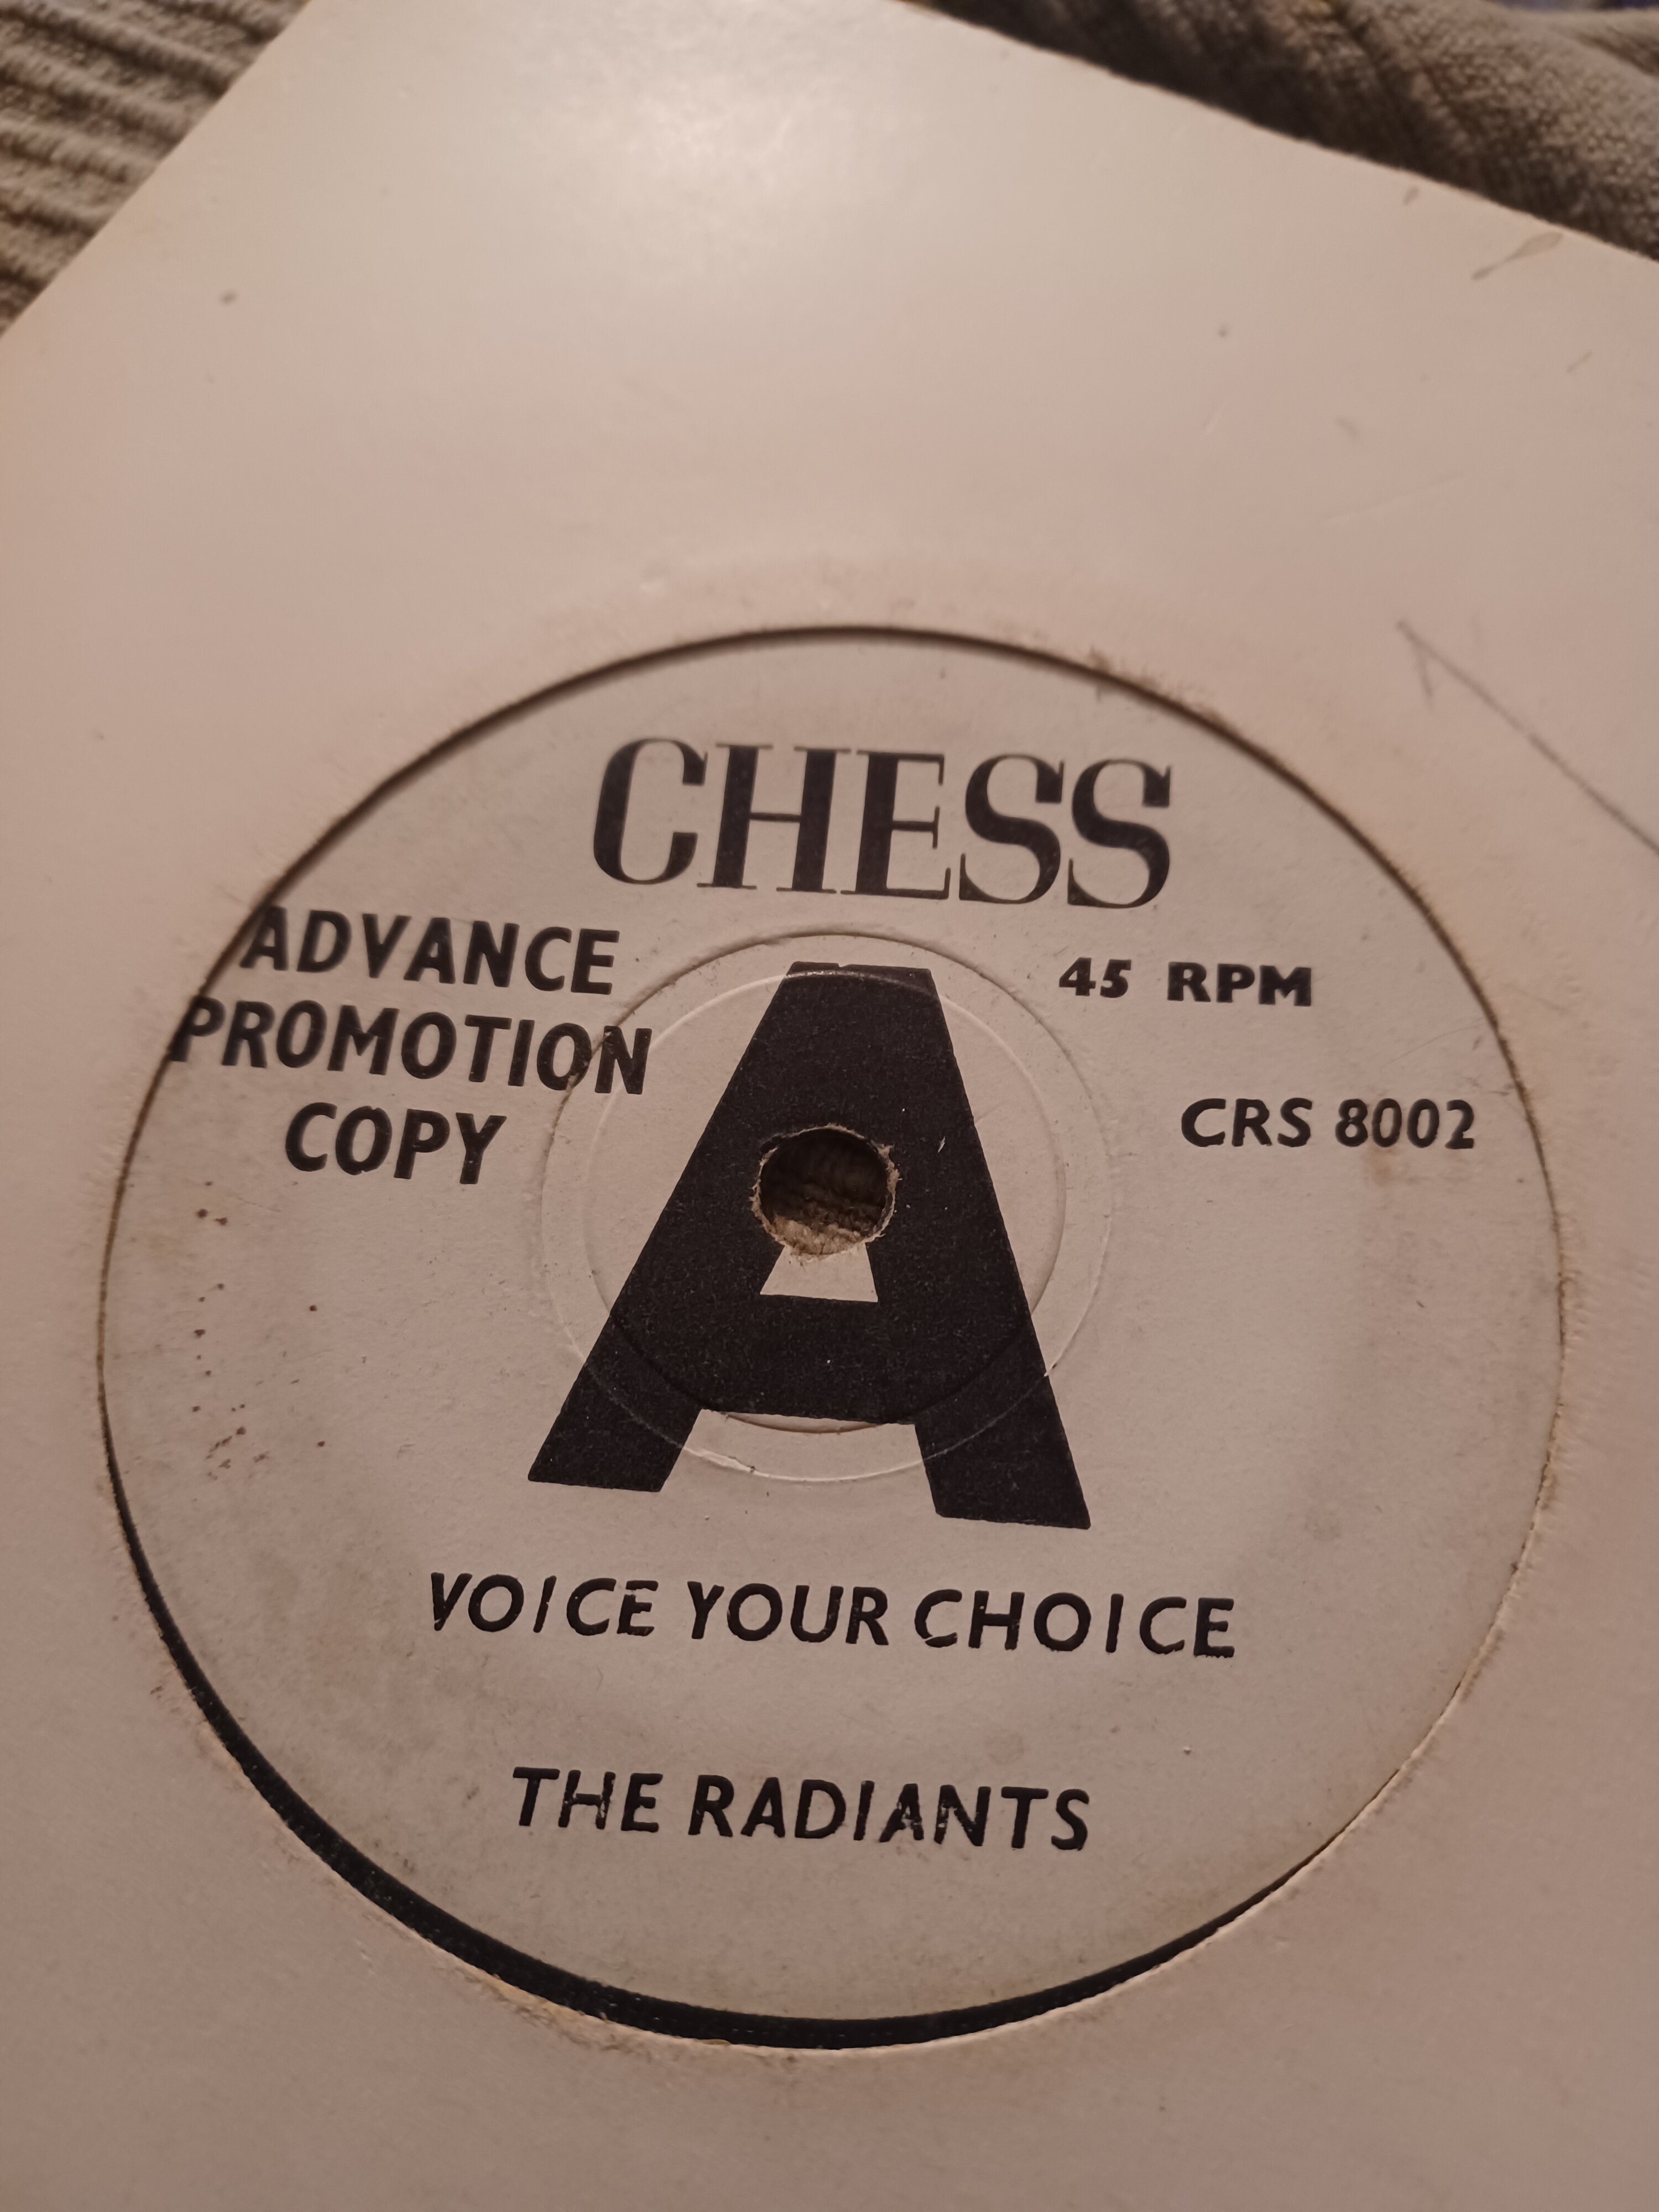 CHESS
ADVANCE
PROMOTION
COPY
45 RPM
CRS 8002
A
VOICE YOUR CHOICE
THE RADIANTS